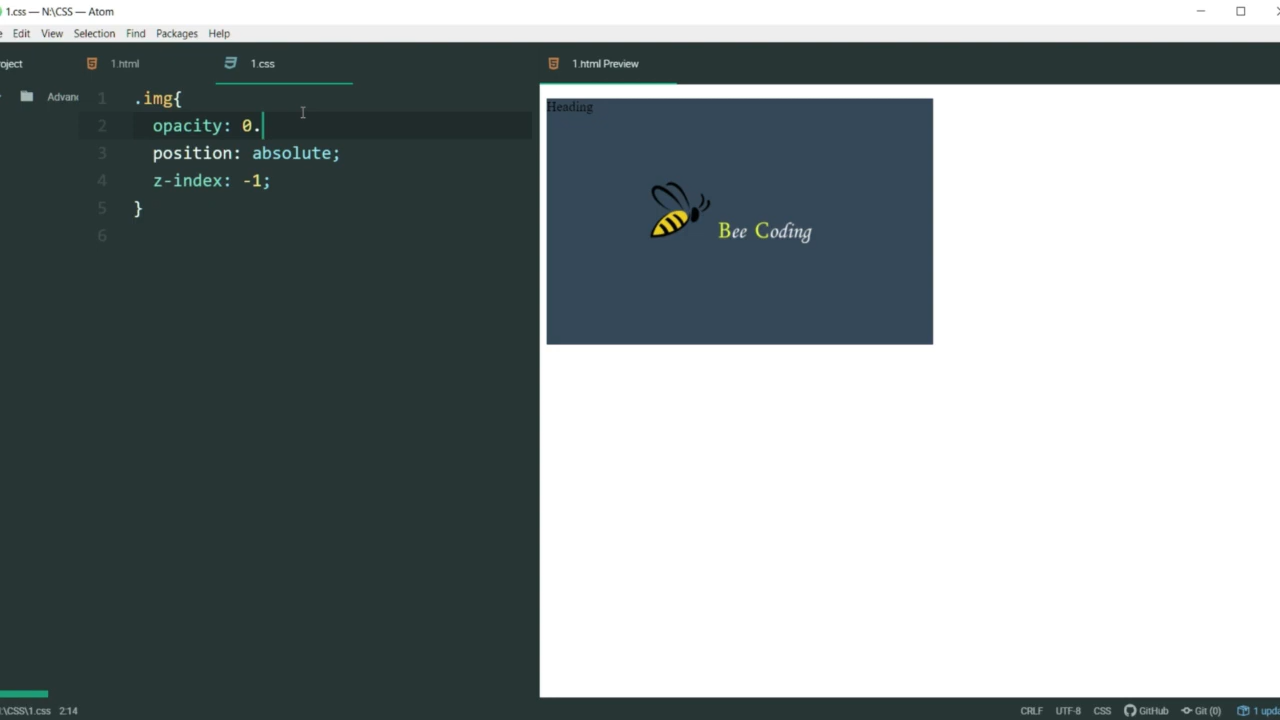 1.css — N:\CSS — Atom
Edit View Selection Find Packages Help
oject
1.html
1.css
1.html Preview
Advanc
1 .img{
2 opacity: 0.
3 position: absolute;
4 z-index: -1;
5 }
6
Heading
Bee Coding
:\CSS\1.css 2:14
CRLF UTF-8 CSS GitHub Git (0) 1 upda